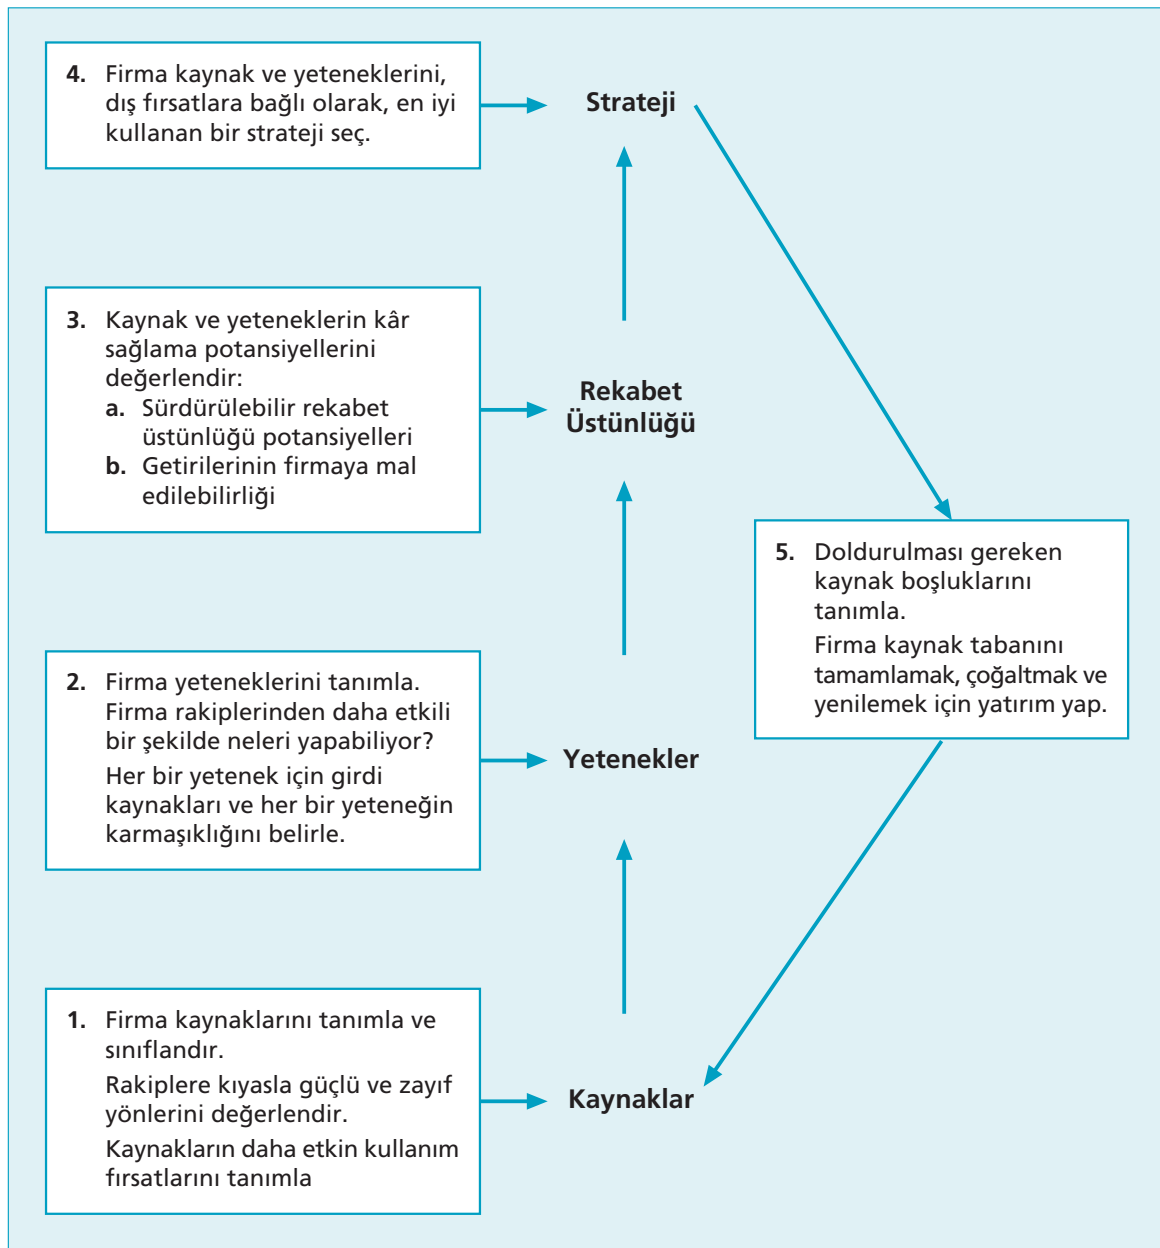 4. Firma kaynak ve yeteneklerini,
dış fırsatlara bağlı olarak, en iyi
kullanan bir strateji seç.
Strateji
3. Kaynak ve yeteneklerin kâr
sağlama potansiyellerini
değerlendir:
a. Sürdürülebilir rekabet
üstünlüğü potansiyelleri
b. Getirilerinin firmaya mal
edilebilirliği
Rekabet
Üstünlüğü
5. Doldurulması gereken
kaynak boşluklarını
tanımla.
Firma kaynak tabanını
tamamlamak, çoğaltmak ve
yenilemek için yatırım yap.
2. Firma yeteneklerini tanımla.
Firma rakiplerinden daha etkili
bir şekilde neleri yapabiliyor?
Her bir yetenek için girdi
kaynakları ve her bir yeteneğin
karmaşıklığını belirle.
Yetenekler
1. Firma kaynaklarını tanımla ve
sınıflandır.
Rakiplere kıyasla güçlü ve zayıf
yönlerini değerlendir.
Kaynakların daha etkin kullanım
fırsatlarını tanımla
Kaynaklar